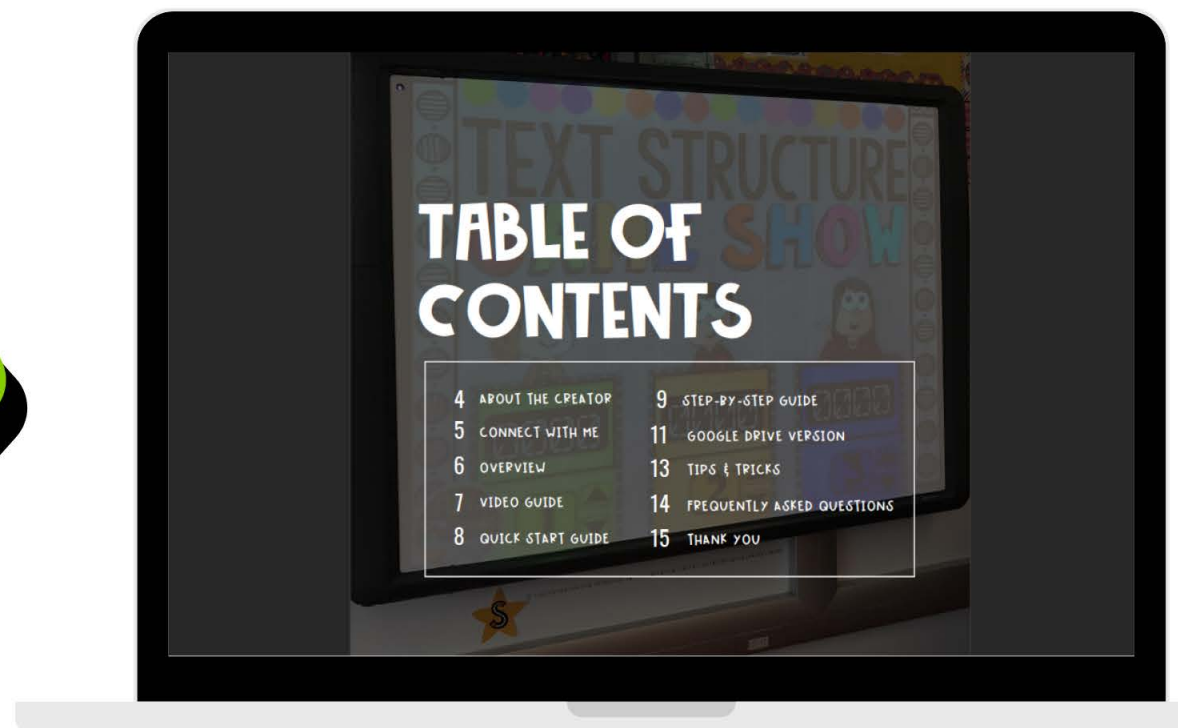 TEXT STRUCTURE
GAME SHOW
TABLE OF
CONTENTS
4 ABOUT THE CREATOR
5 CONNECT WITH ME
6 OVERVIEW
7 VIDEO GUIDE
8 QUICK START GUIDE
9 STEP-BY-STEP GUIDE
11 GOOGLE DRIVE VERSION
13 TIPS & TRICKS
14 FREQUENTLY ASKED QUESTIONS
15 THANK YOU
S